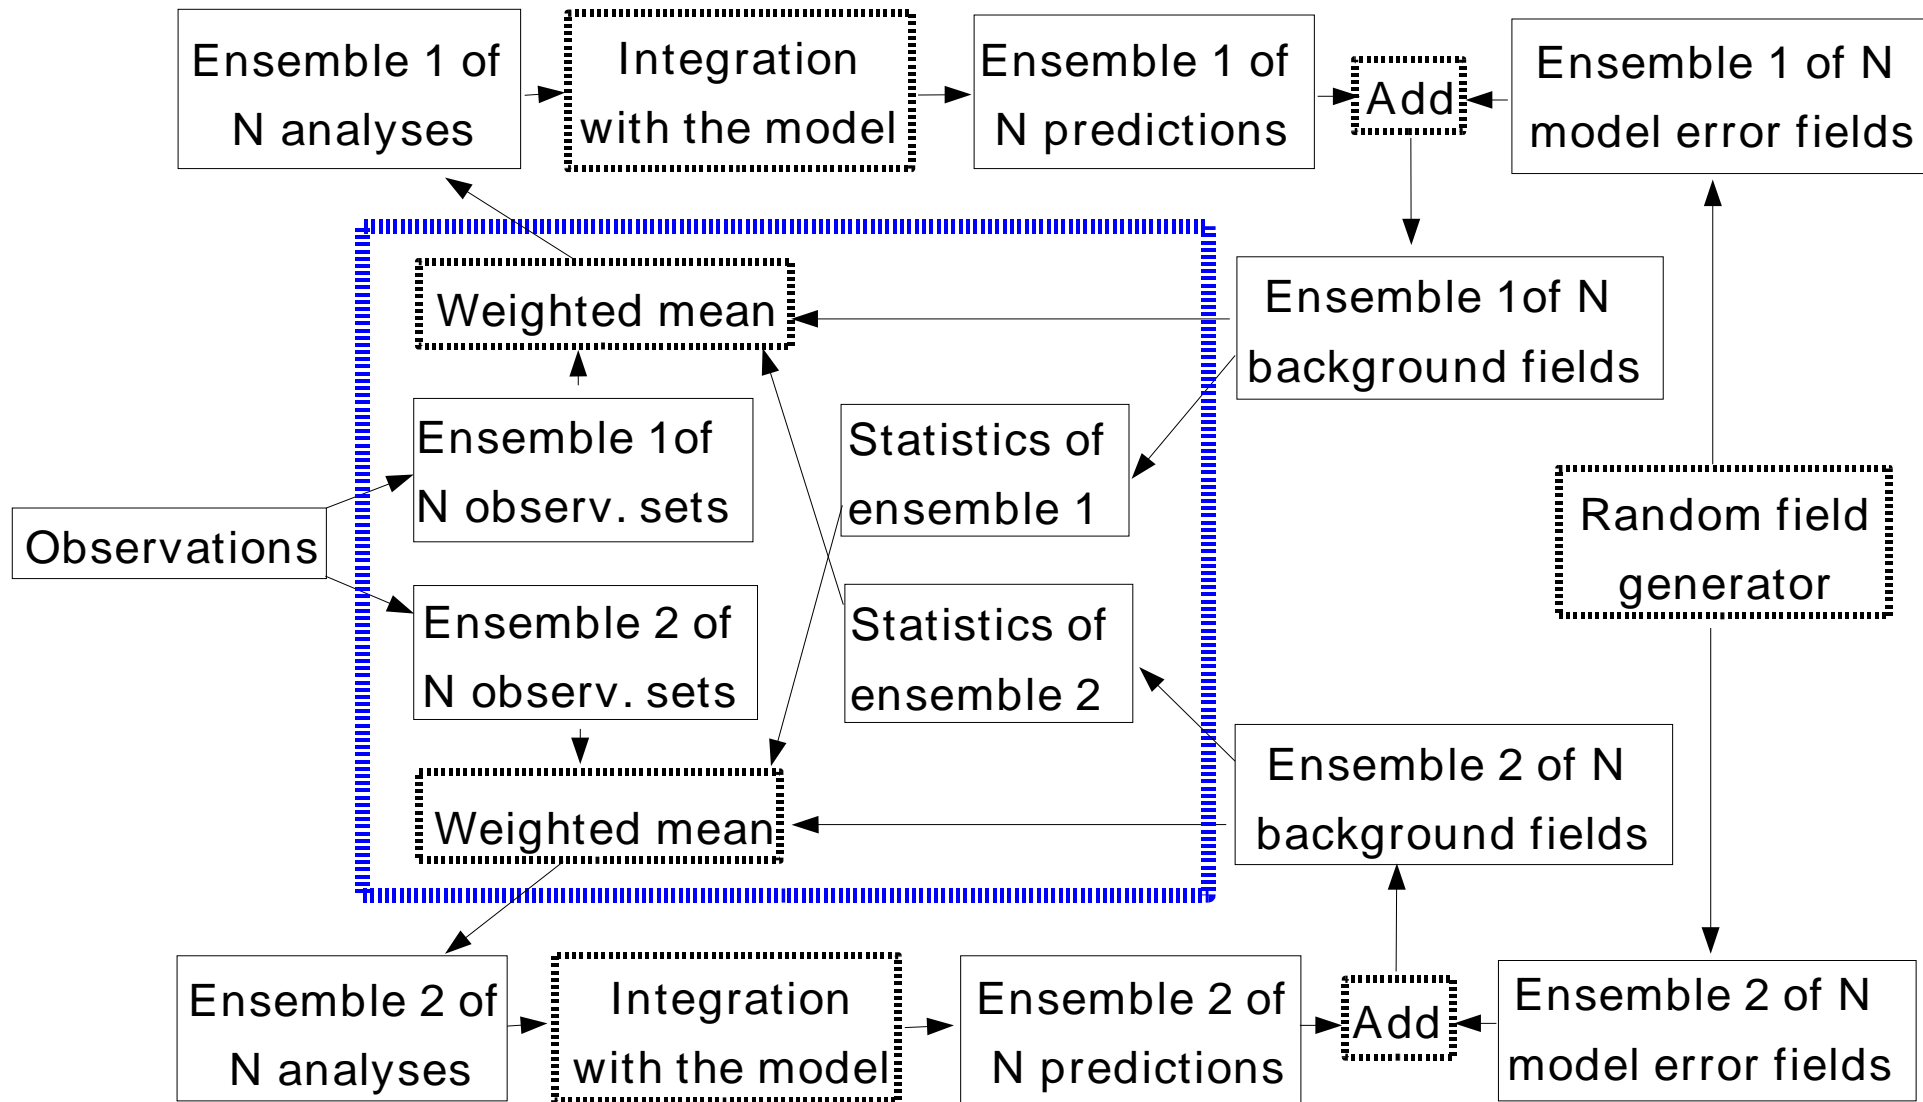 Ensemble 1 of
N analyses
Integration
with the model
Ensemble 1 of
N predictions
Add
Ensemble 1 of N
model error fields
Weighted mean
Ensemble 1of N
background fields
Ensemble 1of
N observ. sets
Statistics of
ensemble 1
Observations
Random field
generator
Ensemble 2 of
N observ. sets
Statistics of
ensemble 2
Weighted mean
Ensemble 2 of N
background fields
Ensemble 2 of
N analyses
Integration
with the model
Ensemble 2 of
N predictions
Add
Ensemble 2 of N
model error fields